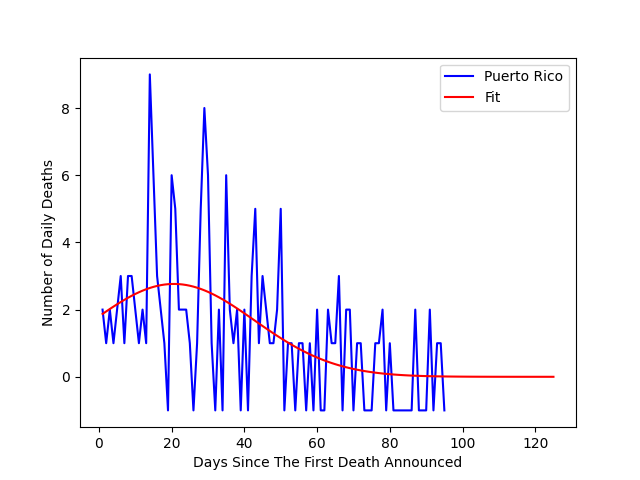 Puerto Rico
Fit
Number of Daily Deaths
8
6
4
2
0
0 20 40 60 80 100 120
Days Since The First Death Announced